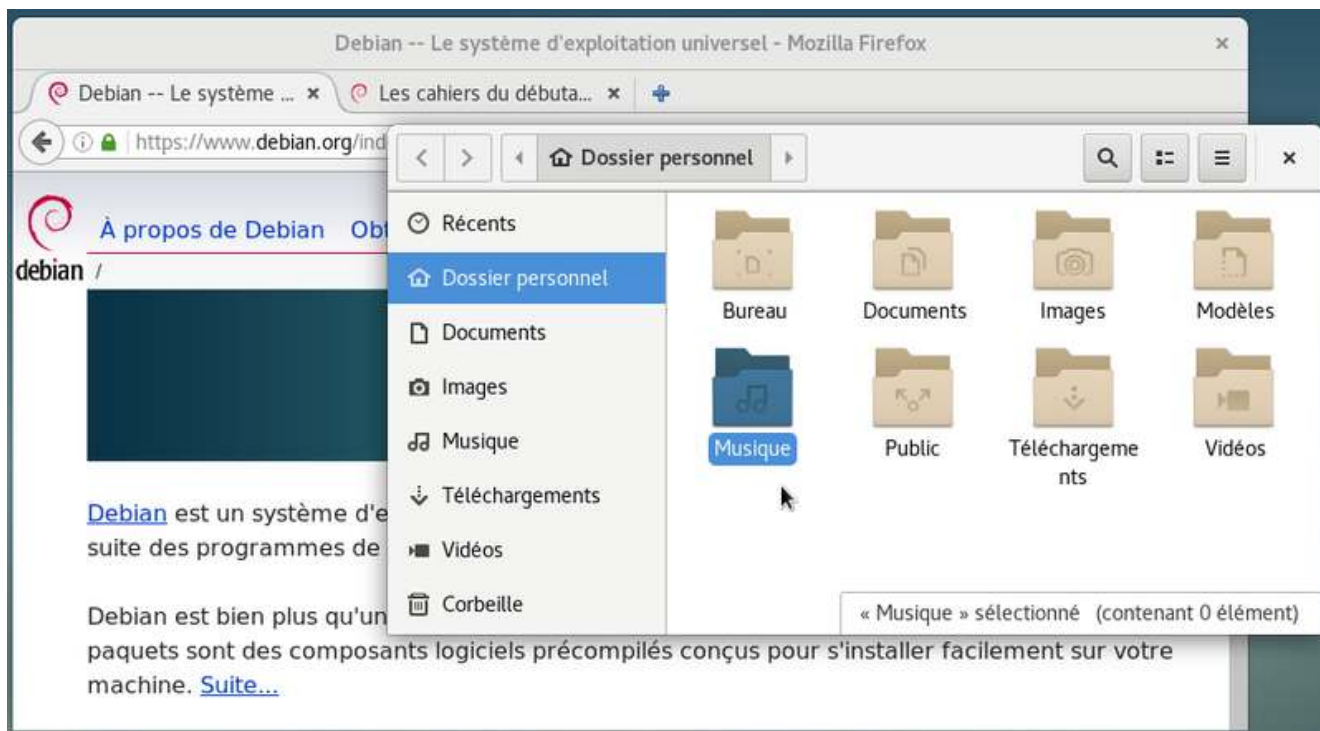 Debian -- Le système d'exploitation universel - Mozilla Firefox
Debian -- Le système ...
Les cahiers du débuta...
https://www.debian.org/ind
À propos de Debian Obt
debian /
Debian est un système d'e
suite des programmes de
Debian est bien plus qu'un
paquets sont des composants logiciels précompilés conçus pour s'installer facilement sur votre
machine. Suite...
Dossier personnel
Récents
Dossier personnel
Documents
Images
Musique
Téléchargements
Vidéos
Corbeille
Bureau
Documents
Images
Modèles
Musique
Public
Téléchargeme
nts
Vidéos
« Musique » sélectionné (contenant 0 élément)